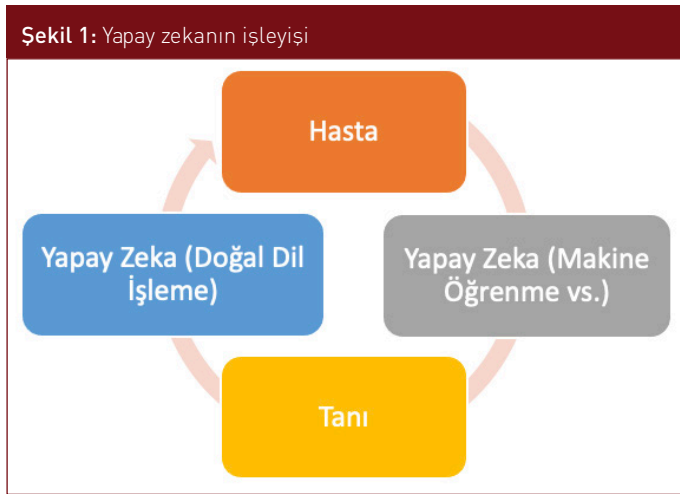 Şekil 1: Yapay zekanın işleyişi
Hasta
Yapay Zeka (Doğal Dil
İşleme)
Yapay Zeka (Makine
Öğrenme vs.)
Tanı